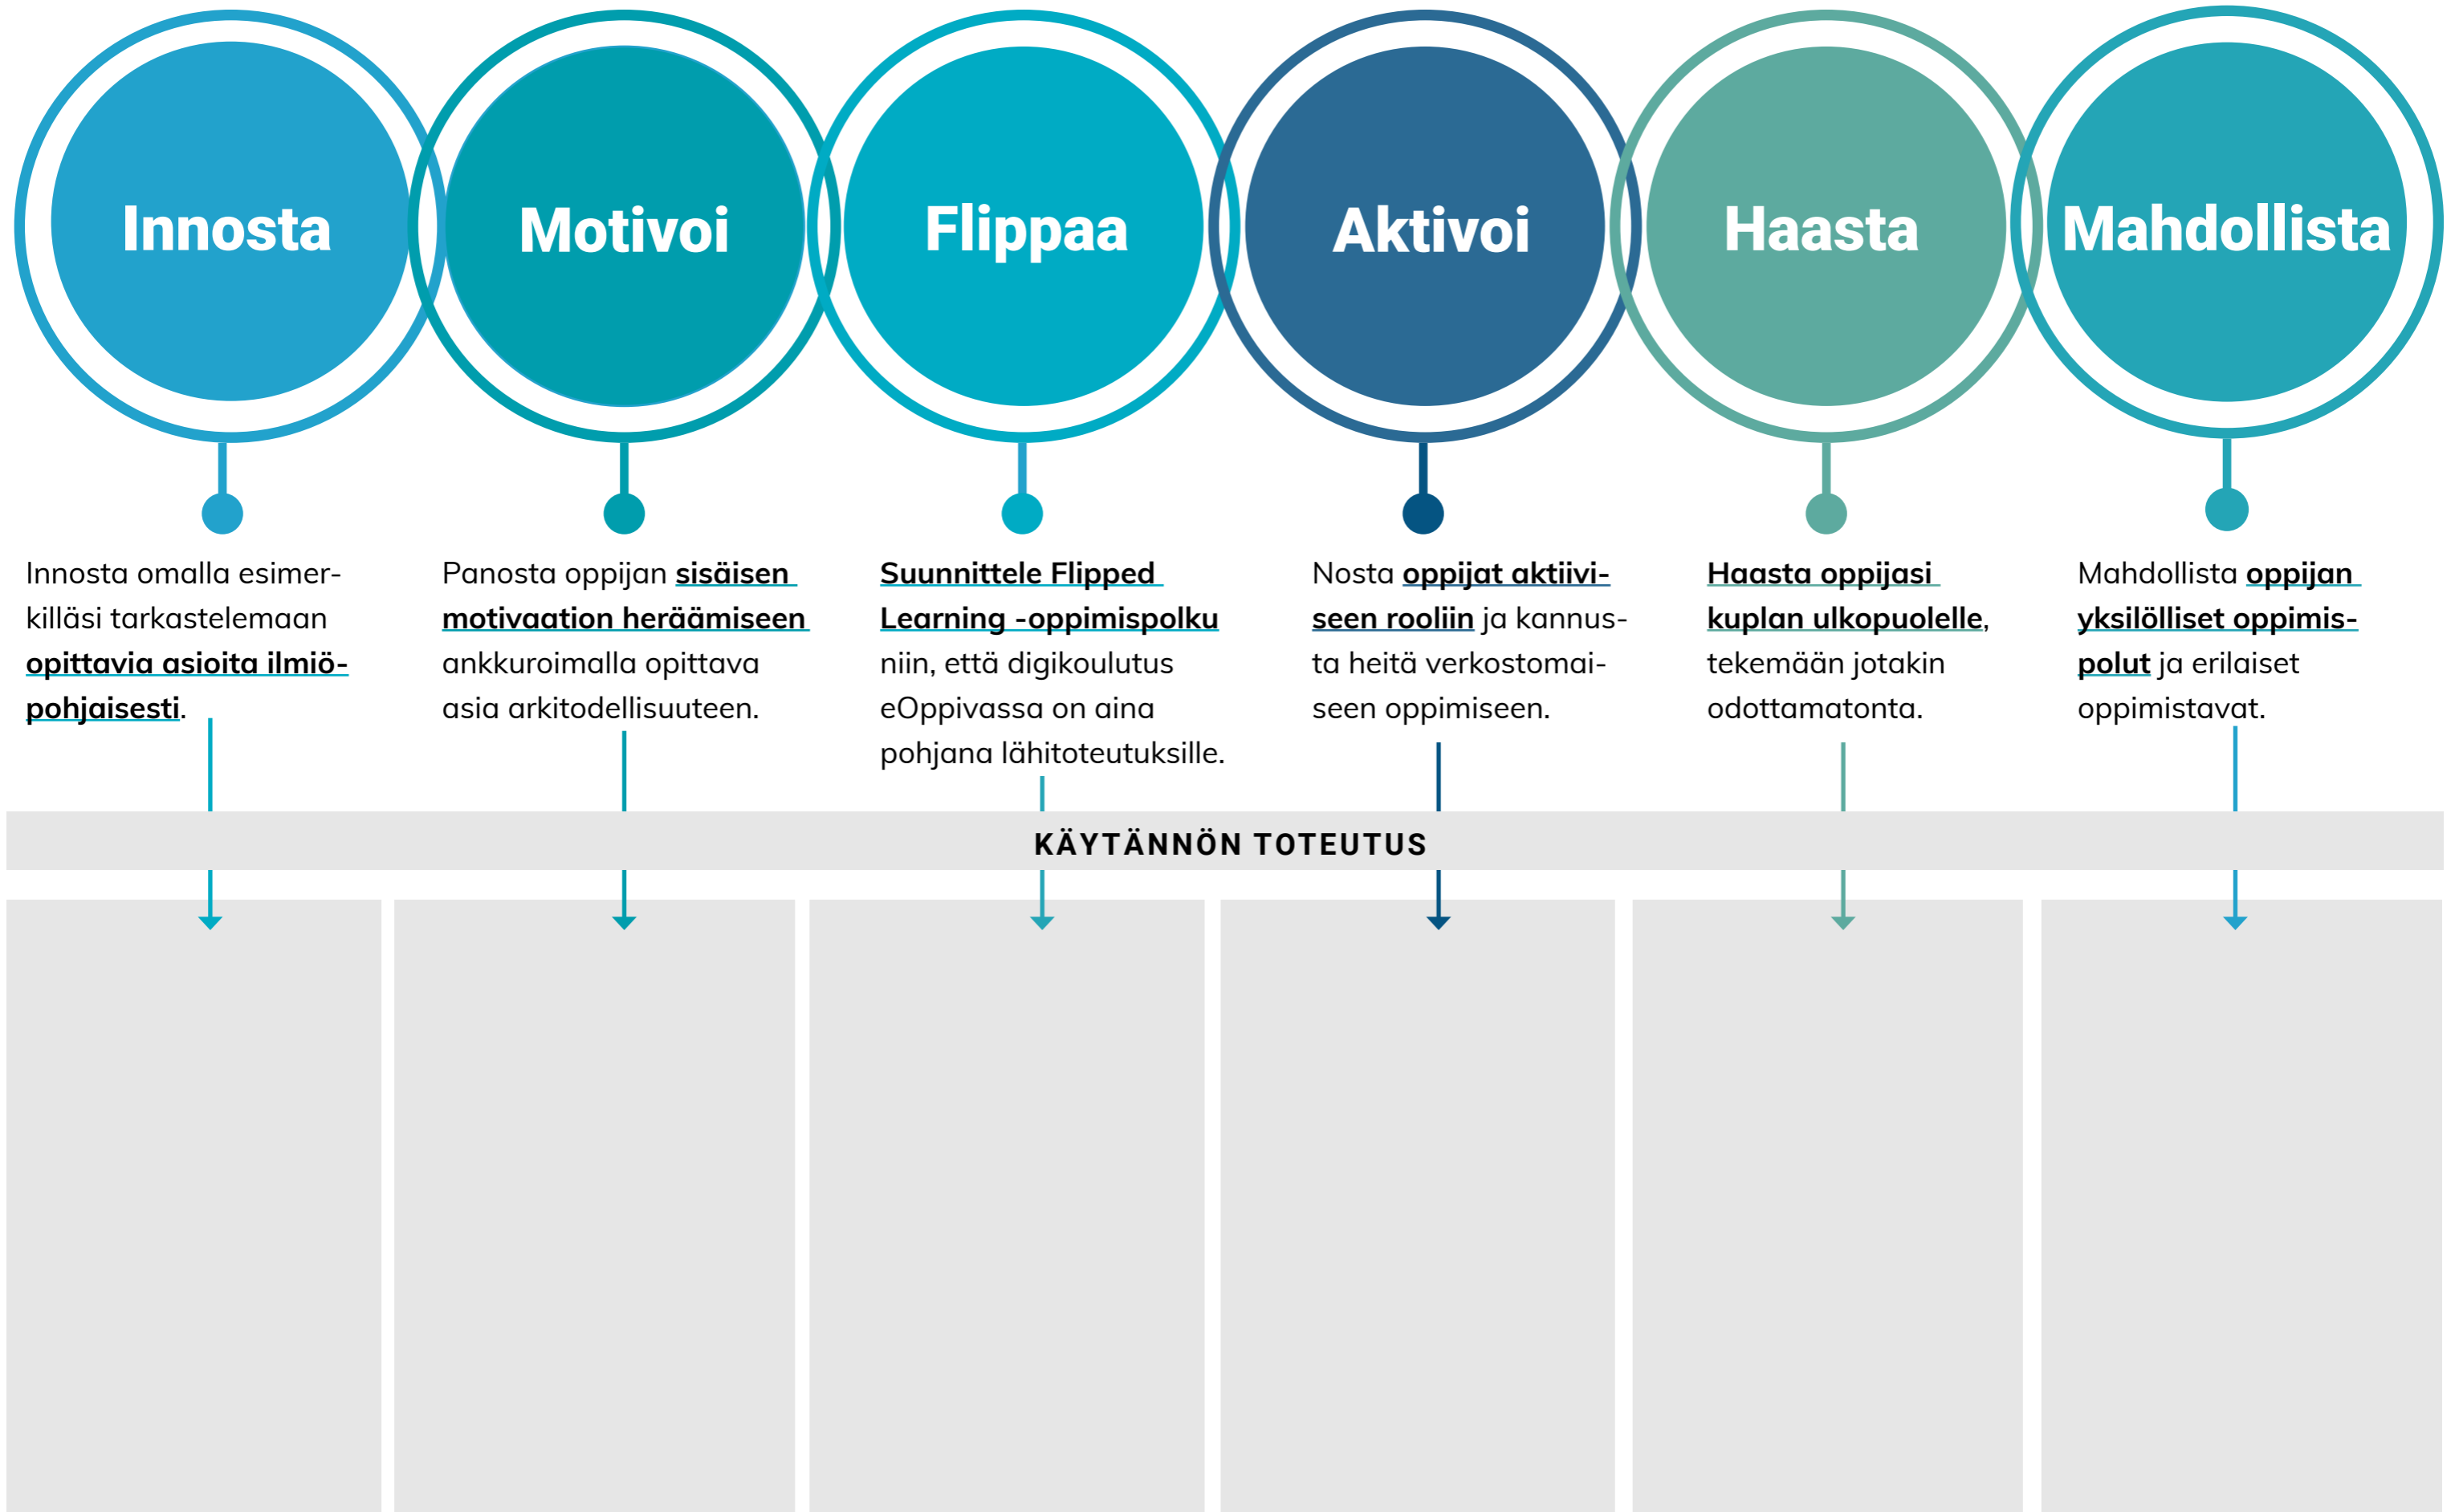 Innosta
Motivoi
Flippaa
Aktivoi
Haasta
Mahdollista
Innosta omalla esimer-
killäsi tarkastelemaan
opittavia asioita ilmiö-
pohjaisesti.
Panosta oppijan sisäisen
motivaation heräämiseen
ankkuroimalla opittava
asia arkitodellisuuteen.
Suunnittele Flipped
Learning -oppimispolku
niin, että digikoulutus
eOppivassa on aina
pohjana lähitoteutuksille.
Nosta oppijat aktiivi-
seen rooliin ja kannus-
ta heitä verkostomai-
seen oppimiseen.
Haasta oppijasi
kuplan ulkopuolelle,
tekemään jotakin
odottamatonta.
Mahdollista oppijan
yksilölliset oppimis-
polut ja erilaiset
oppimistavat.
KÄYTÄNNÖN TOTEUTUS